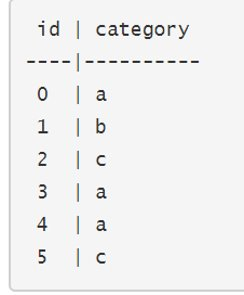 id | category
----|----------
0 | a
1 | b
2 | c
3 | a
4 | a
5 | c